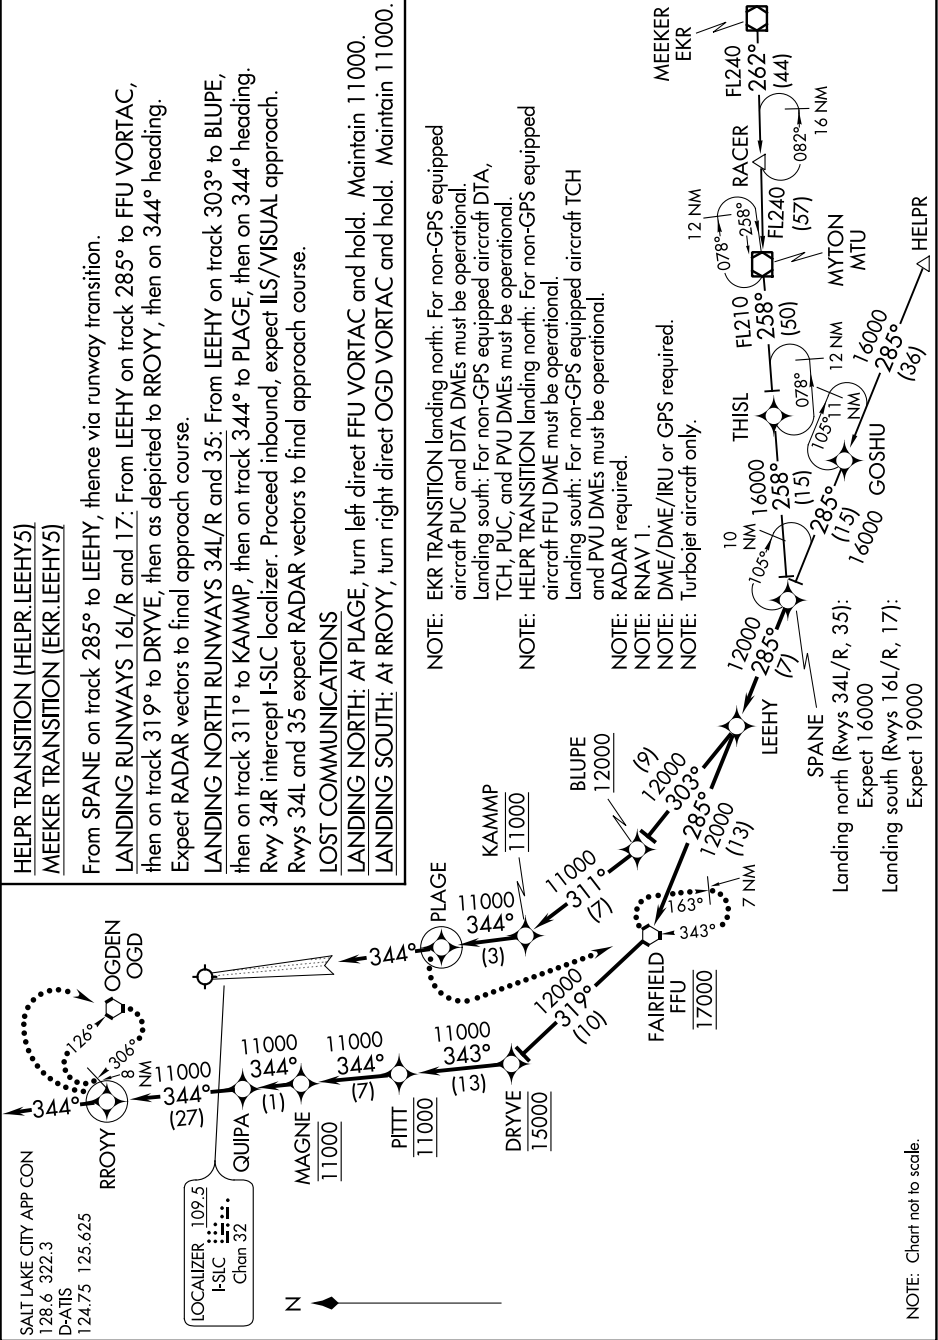 SALT LAKE CITY APP CON
128.6 322.3
D-ATIS
124.75 125.625
HELPR TRANSITION (HELPR.LEEHY5)
MEEKER TRANSITION (EKR.LEEHY5)
From SPANE on track 285° to LEEHY, thence via runway transition.
LANDING RUNWAYS 16L/R and 17: From LEEHY on track 285° to FFU VORTAC,
then on track 319° to DRYVE, then as depicted to RROYY, then on 344° heading.
Expect RADAR vectors to final approach course.
LANDING NORTH RUNWAYS 34L/R and 35: From LEEHY on track 303° to BLUPE,
then on track 311° to KAMMP, then on track 344° to PLAGE, then on 344° heading.
Rwy 34R intercept I-SLC localizer. Proceed inbound, expect ILS/VISUAL approach.
Rwys 34L and 35 expect RADAR vectors to final approach course.
LOST COMMUNICATIONS
LANDING NORTH: At PLAGE, turn left direct FFU VORTAC and hold. Maintain 11000.
LANDING SOUTH: At RROYY, turn right direct OGD VORTAC and hold. Maintain 11000.
344°
RROYY
OGDEN
OGD
126°
306°
8
NM
11000
344°
(27)
QUIPA
11000
344°
(1)
MAGNE
11000
11000
344°
(7)
PITTT
11000
11000
343°
(13)
DRYVE
15000
LOCALIZER 109.5
I-SLC
Chan 32
N
344°
PLAGE
11000
344°
(3)
KAMMP
11000
11000
311°
(7)
BLUPE
12000
(9)
12000
303°
12000
319°
(10)
FAIRFIELD
FFU
17000
163°
343°
7 NM
285°
12000
(13)
LEEHY
12000
285°
(7)
SPANE
Landing north (Rwys 34L/R, 35):
Expect 16000
Landing south (Rwys 16L/R, 17):
Expect 19000
10
NM
105°
16000
258°
(15)
285°
(15)
16000
GOSHU
105°
11
NM
16000
285°
(36)
HELPR
THISL
078°
12 NM
FL210
258°
(50)
MYTON
MTU
078°
258°
12 NM
FL240
(57)
RACER
082°
16 NM
FL240
262°
(44)
MEEKER
EKR
NOTE: EKR TRANSITION landing north: For non-GPS equipped
aircraft PUC and DTA DMEs must be operational.
Landing south: For non-GPS equipped aircraft DTA,
TCH, PUC, and PVU DMEs must be operational.
NOTE: HELPR TRANSITION landing north: For non-GPS equipped
aircraft FFU DME must be operational.
Landing south: For non-GPS equipped aircraft TCH
and PVU DMEs must be operational.
NOTE: RADAR required.
NOTE: RNAV 1.
NOTE: DME/DME/IRU or GPS required.
NOTE: Turbojet aircraft only.
NOTE: Chart not to scale.